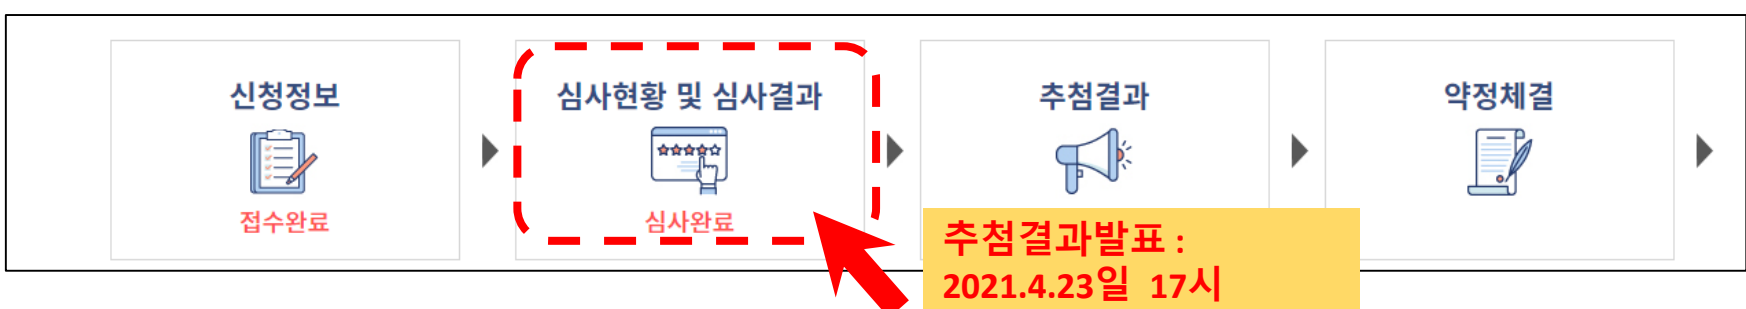 신청정보
접수완료
심사현황 및 심사결과
심사완료
추첨결과
약정체결
추첨결과발표 :
2021.4.23일 17시